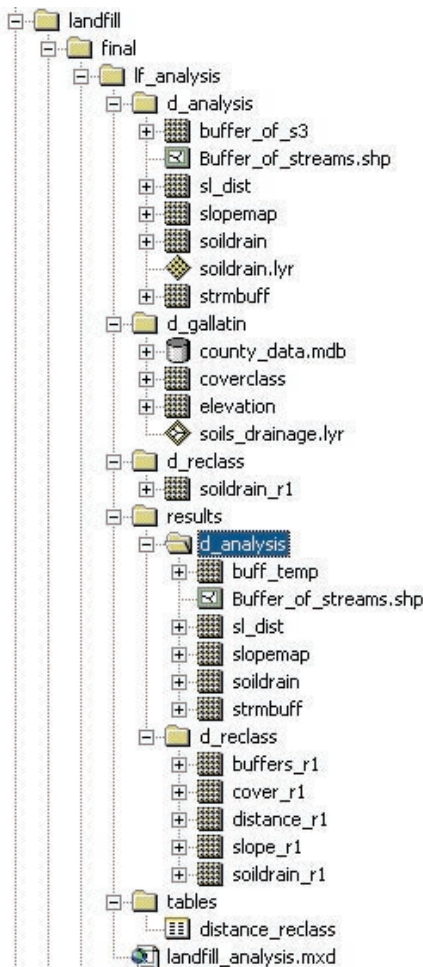 landfill
final
lf_analysis
d_analysis
buffer_of_s3
Buffer_of_streams.shp
sl_dist
slopemap
soildrain
soildrain.lyr
strmbuff
d_gallatin
county_data.mdb
coverclass
elevation
soils_drainage.lyr
d_reclass
soildrain_r1
results
d_analysis
buff_temp
Buffer_of_streams.shp
sl_dist
slopemap
soildrain
strmbuff
d_reclass
buffers_r1
cover_r1
distance_r1
slope_r1
soildrain_r1
tables
distance_reclass
landfill_analysis.mxd